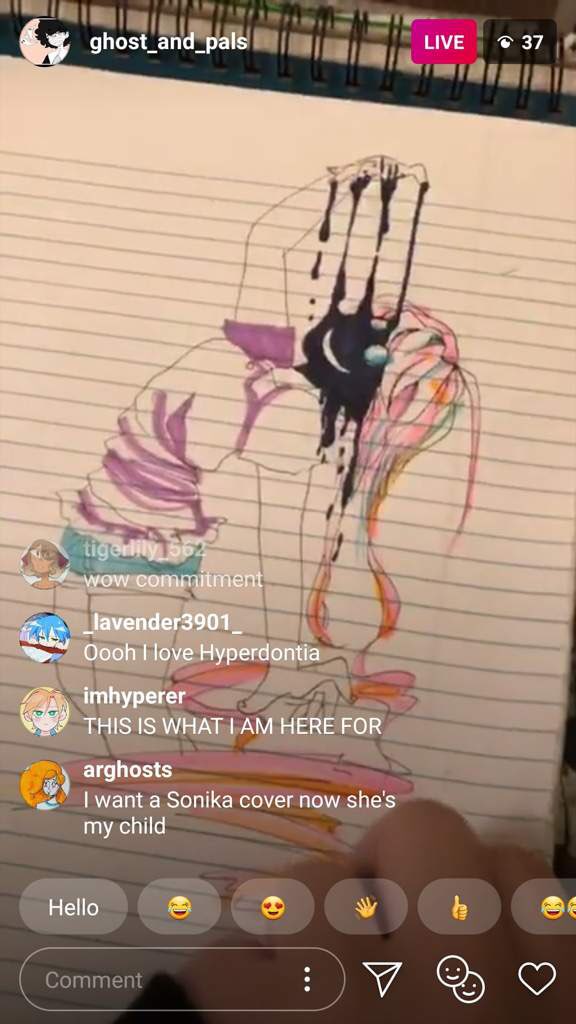 ghost_and_pals
LIVE
37
tigerlily_562
wow commitment
_lavender3901_
Oooh I love Hyperdontia
imhyperer
THIS IS WHAT I AM HERE FOR
arghosts
I want a Sonika cover now she's
my child
Hello
Comment